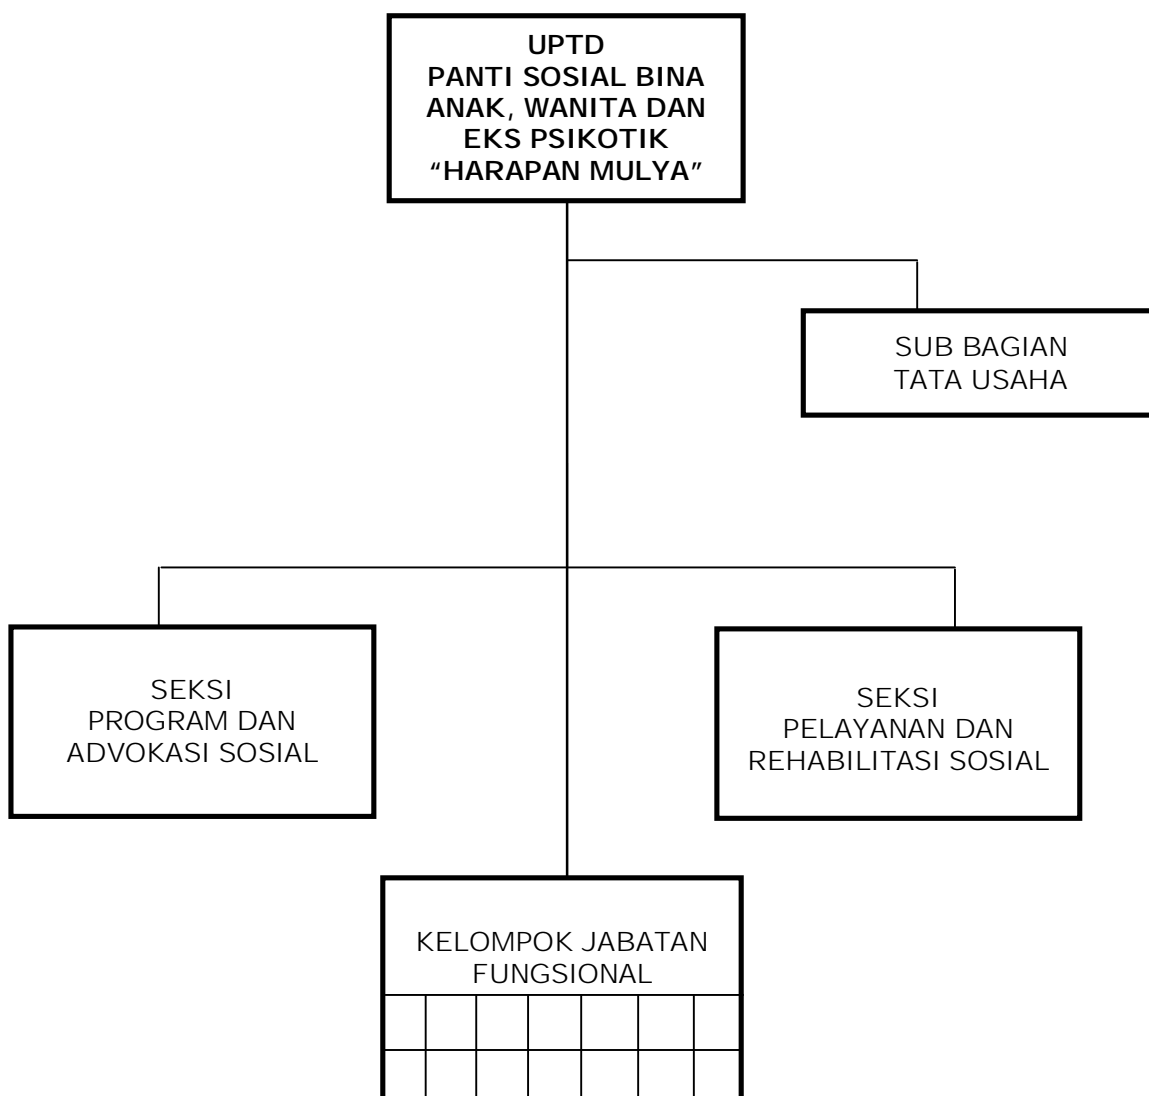 UPTD
PANTI SOSIAL BINA
ANAK, WANITA DAN
EKS PSIKOTIK
“HARAPAN MULYA”
SUB BAGIAN
TATA USAHA
SEKSI
PROGRAM DAN
ADVOKASI SOSIAL
SEKSI
PELAYANAN DAN
REHABILITASI SOSIAL
KELOMPOK JABATAN
FUNGSIONAL